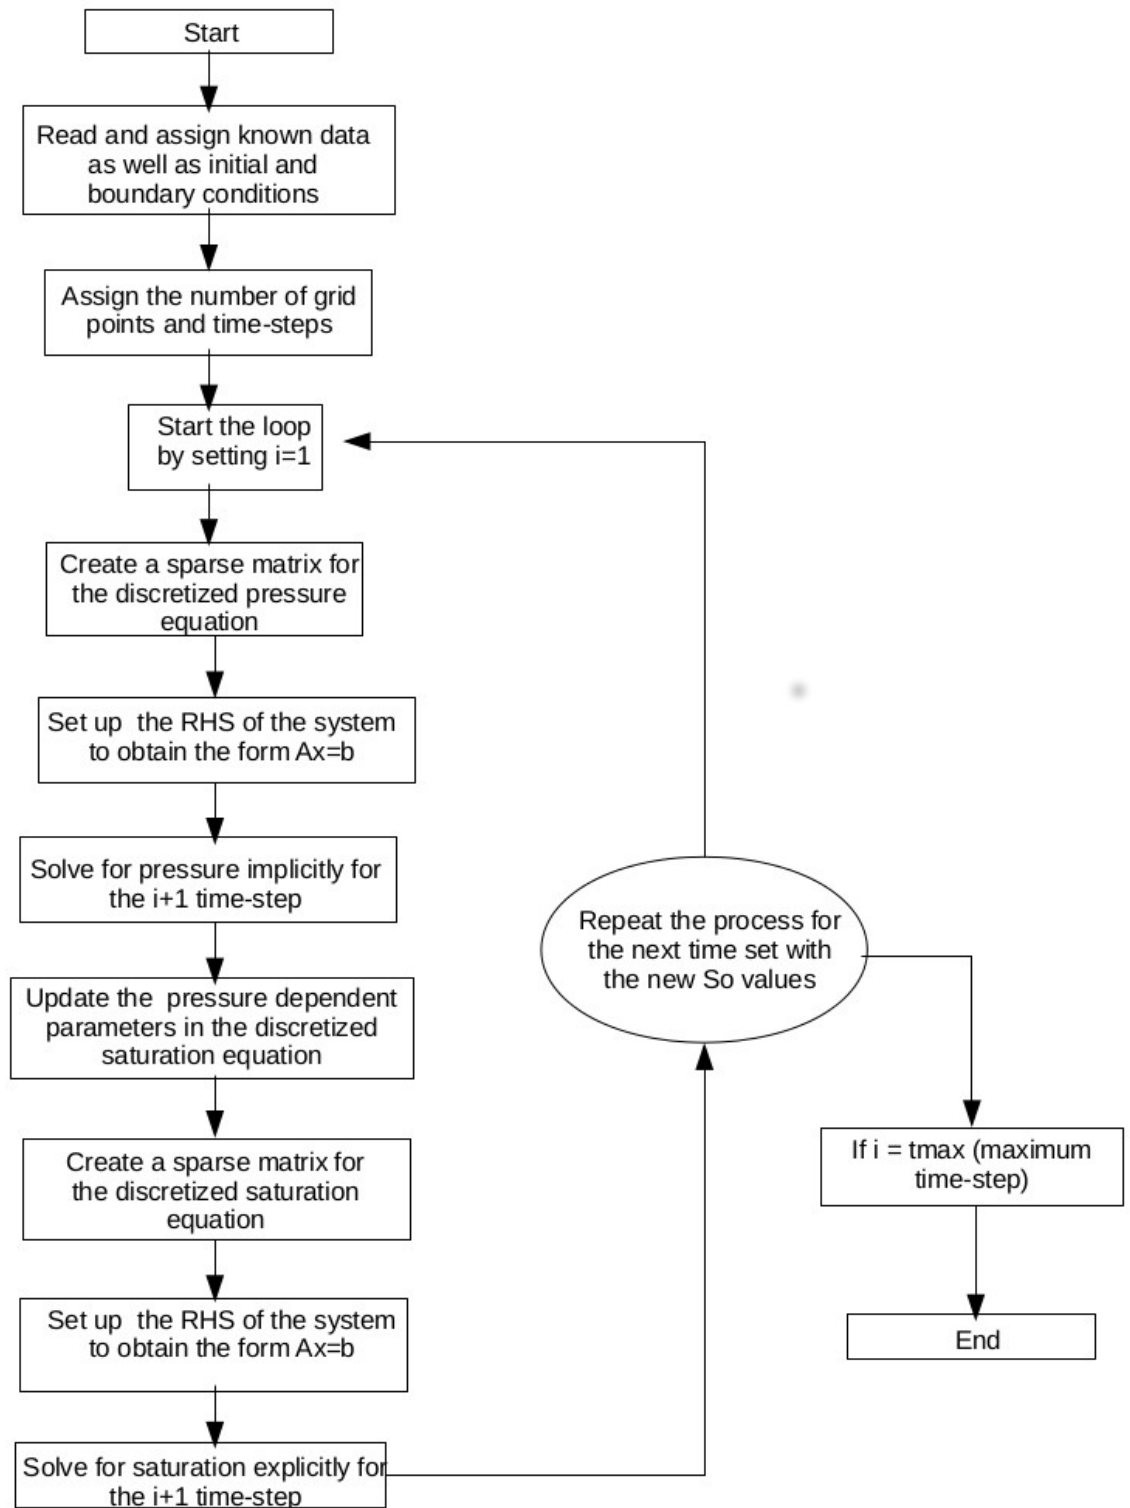 Start
Read and assign known data
as well as initial and
boundary conditions
Assign the number of grid
points and time-steps
Start the loop
by setting i=1
Create a sparse matrix for
the discretized pressure
equation
Set up  the RHS of the system
to obtain the form Ax=b
Solve for pressure implicitly for
the i+1 time-step
Update the  pressure dependent
parameters in the discretized
saturation equation
Create a sparse matrix for
the discretized saturation
equation
Set up  the RHS of the system
to obtain the form Ax=b
Solve for saturation explicitly for
the i+1 time-step
Repeat the process for
the next time set with
the new So values
If i = tmax (maximum
time-step)
End